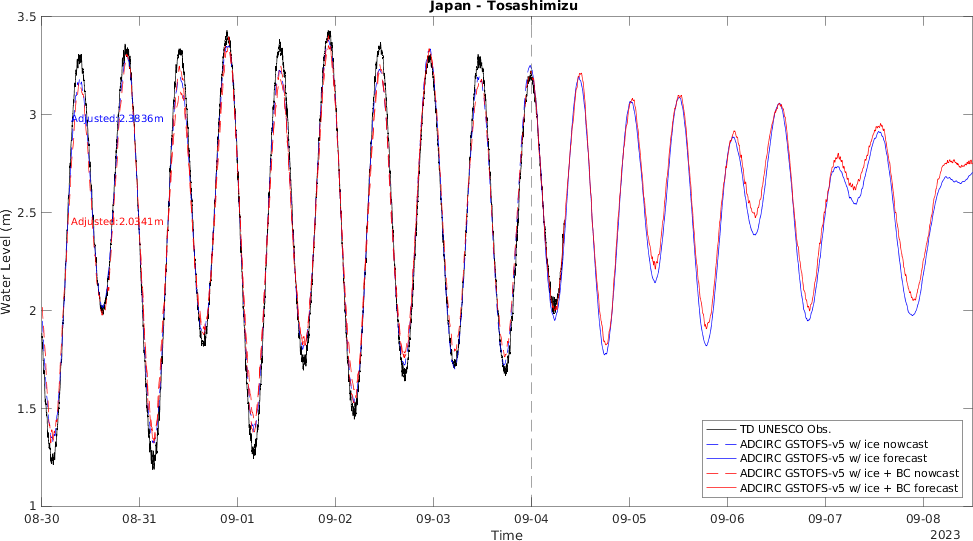 Japan - Tosashimizu
3.5
3
2.5
2
1.5
1
Water Level (m)
Adjusted:2.3836m
Adjusted:2.0341m
TD UNESCO Obs.
ADCIRC GSTOFS-v5 w/ ice nowcast
ADCIRC GSTOFS-v5 w/ ice forecast
ADCIRC GSTOFS-v5 w/ ice + BC nowcast
ADCIRC GSTOFS-v5 w/ ice + BC forecast
08-30 08-31 09-01 09-02 09-03 09-04 09-05 09-06 09-07 09-08
Time
2023